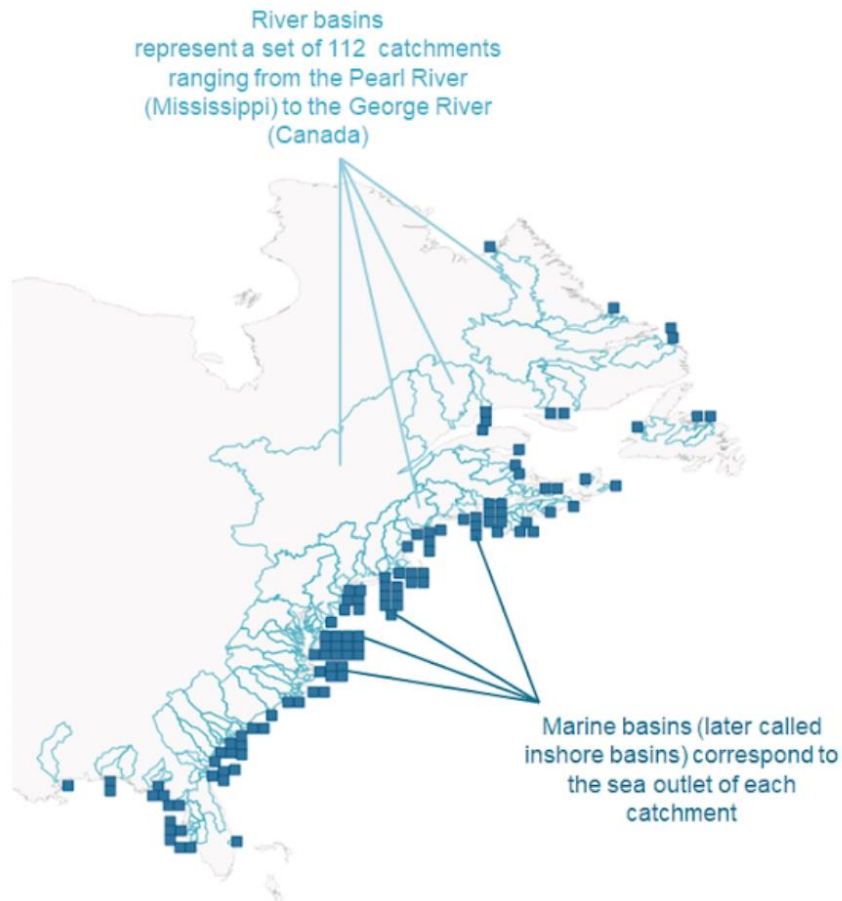 River basins
represent a set of 112 catchments
ranging from the Pearl River
(Mississippi) to the George River
(Canada)
Marine basins (later called
inshore basins) correspond to
the sea outlet of each
catchment